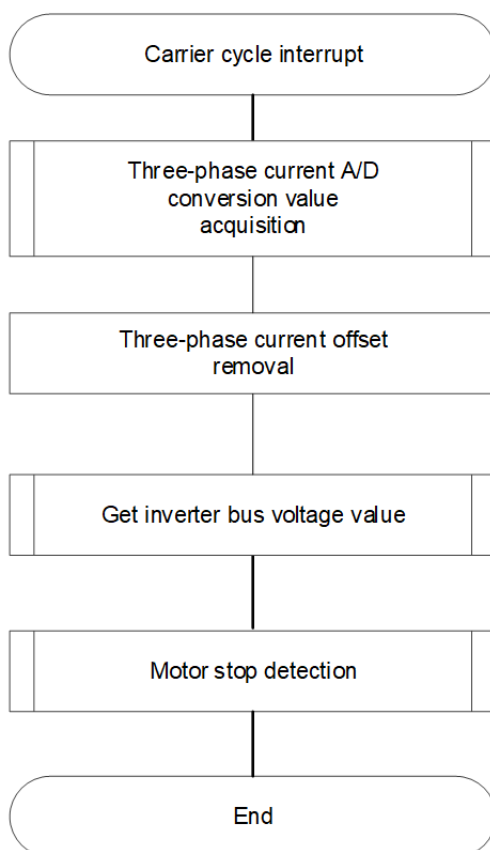 Carrier cycle interrupt
Three-phase current A/D
conversion value
acquisition
Three-phase current offset
removal
Get inverter bus voltage value
Motor stop detection
End